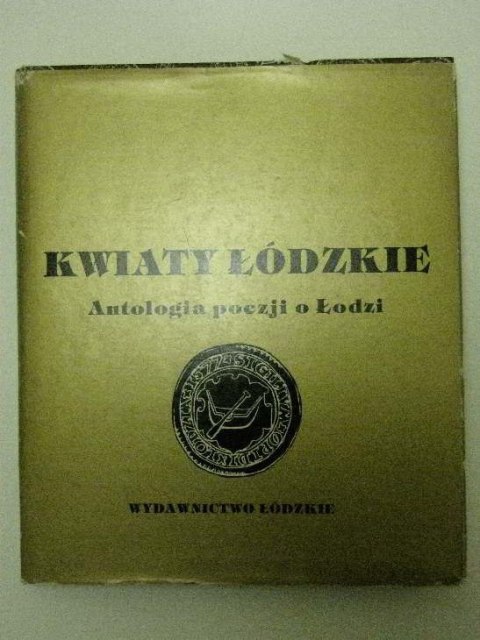 KWIATY ŁÓDZKIE
Antologia poezji o Łodzi
WYDAWNICTWO ŁÓDZKIE